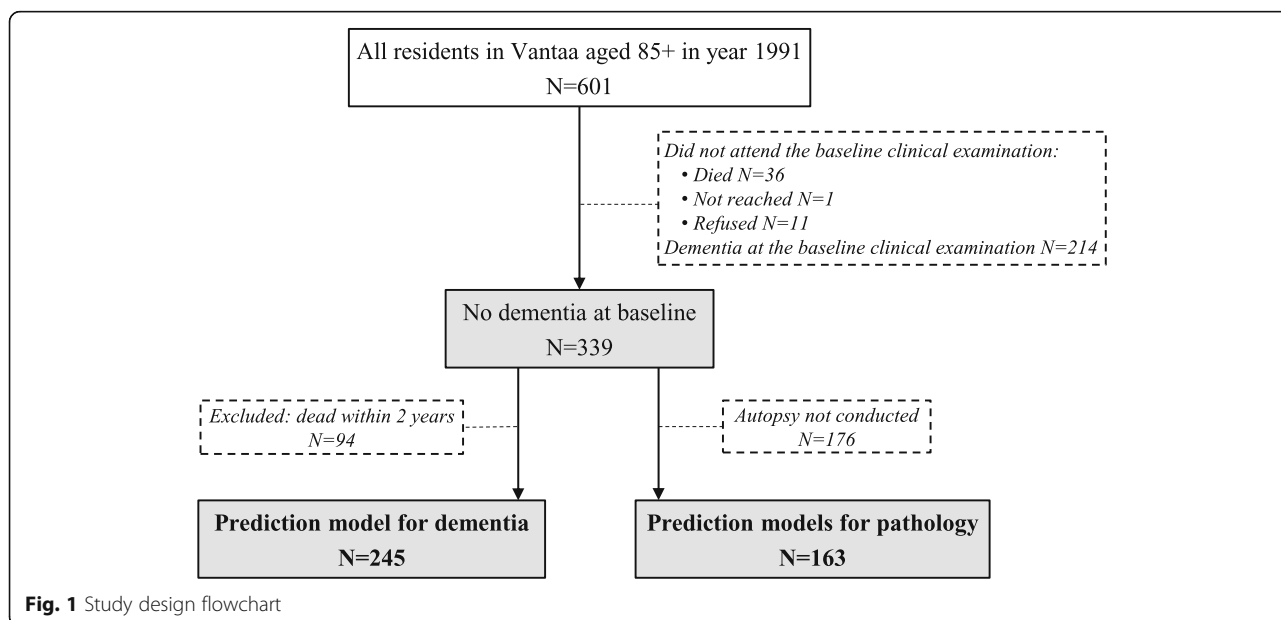 All residents in Vantaa aged 85+ in year 1991
N=601
Did not attend the baseline clinical examination:
• Died N=36
• Not reached N=1
• Refused N=11
Dementia at the baseline clinical examination N=214
No dementia at baseline
N=339
Excluded: dead within 2 years
N=94
Autopsy not conducted
N=176
Prediction model for dementia
N=245
Prediction models for pathology
N=163
Fig. 1 Study design flowchart